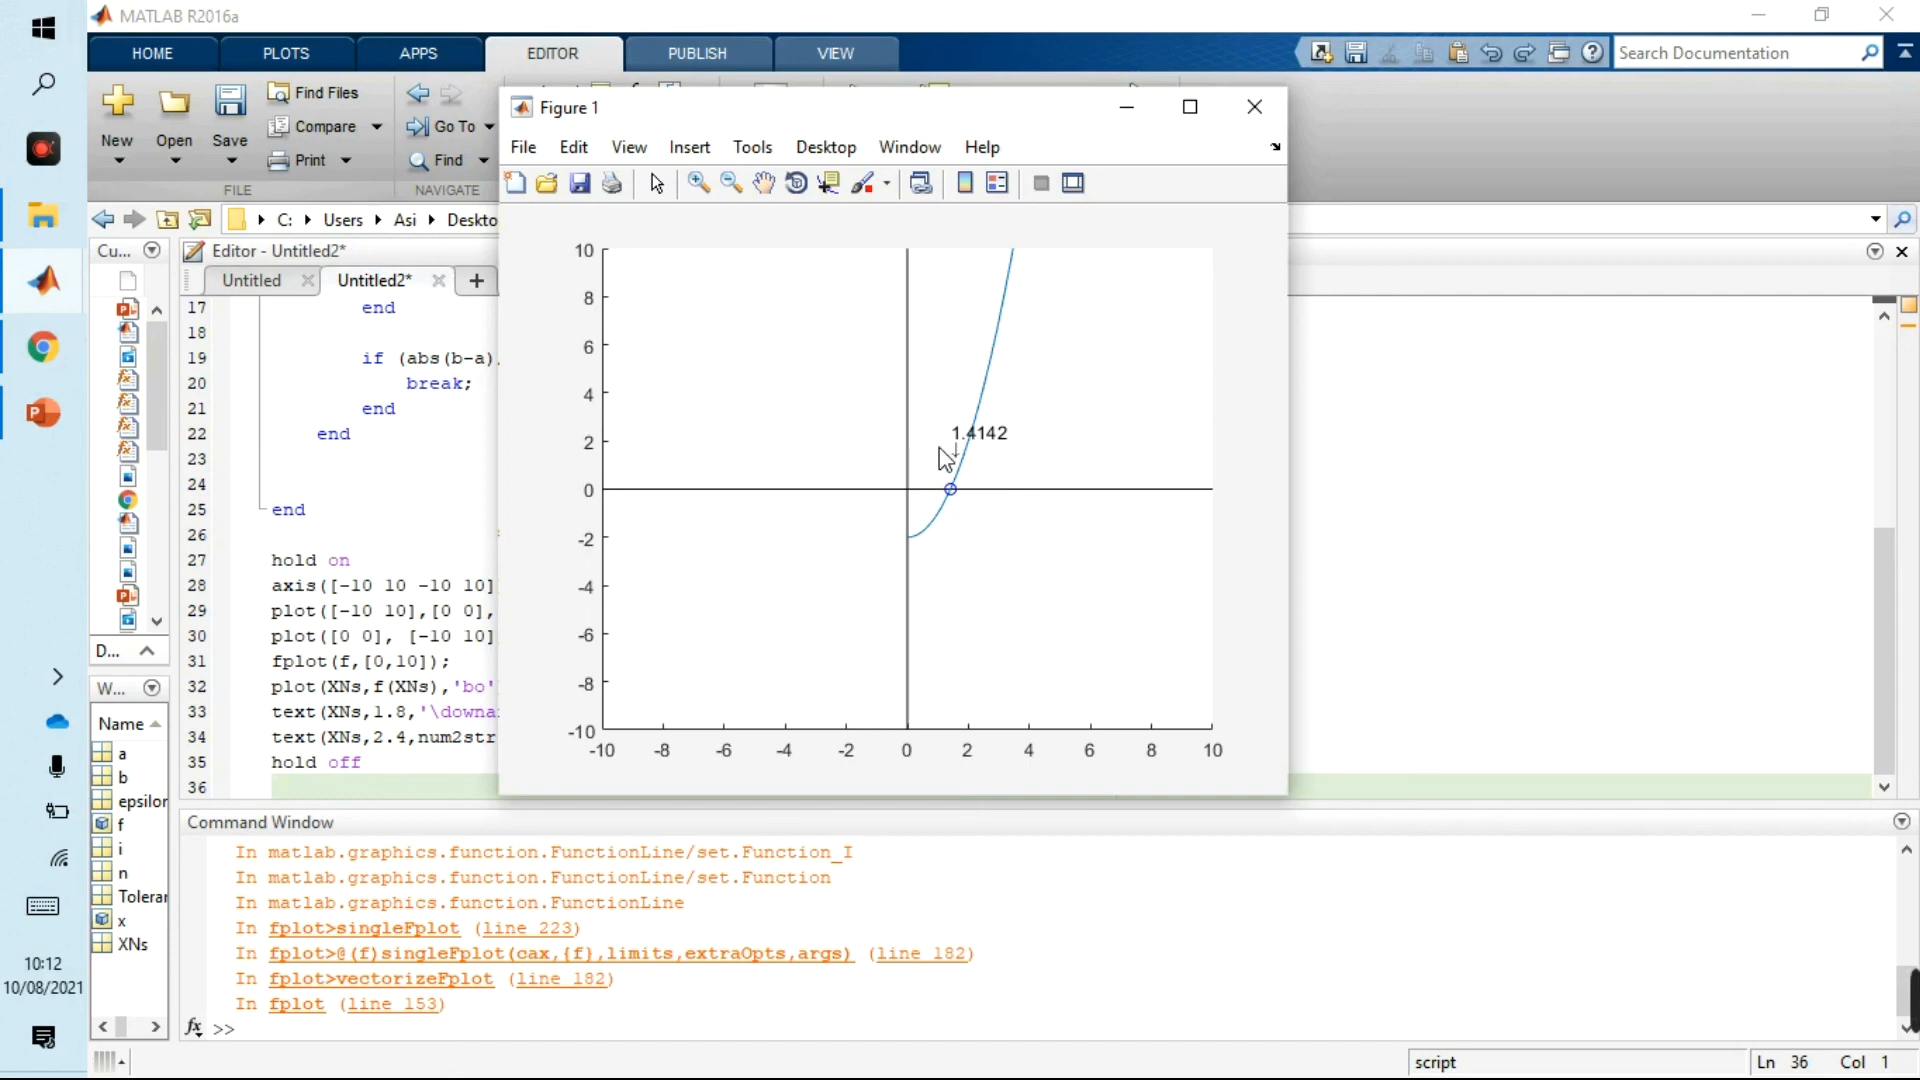 MATLAB R2016a
HOME
PLOTS
APPS
EDITOR
PUBLISH
VIEW
Search Documentation
New
Open
Save
Find Files
Compare
Print
Go To
Find
FILE
NAVIGATE
C: Users Asi Deskto
Cu...
Editor - Untitled2*
Untitled
Untitled2*
17 end
18
19 if (abs(b-a)
20 break;
21 end
22 end
23
24
25 end
26
27 hold on
28 axis([-10 10 -10 10]
29 plot([-10 10],[0 0],
30 plot([0 0], [-10 10]
31 fplot(f,[0,10]);
32 plot(XNs,f(XNs),'bo'
33 text(XNs,1.8,'\downa
34 text(XNs,2.4,num2str
35 hold off
36
D...
W...
Name
a
b
epsilor
f
i
n
Tolerar
x
XNs
Figure 1
File Edit View Insert Tools Desktop Window Help
10
8
6
4
2
0
-2
-4
-6
-8
-10
1.4142
-10 -8 -6 -4 -2 0 2 4 6 8 10
Command Window
In matlab.graphics.function.FunctionLine/set.Function_I
In matlab.graphics.function.FunctionLine/set.Function
In matlab.graphics.function.FunctionLine
In fplot>singleFplot (line 223)
In fplot>@(f)singleFplot(cax,{f},limits,extraOpts,args) (line 182)
In fplot>vectorizeFplot (line 182)
In fplot (line 153)
fx >>
script
Ln 36 Col 1
10:12
10/08/2021